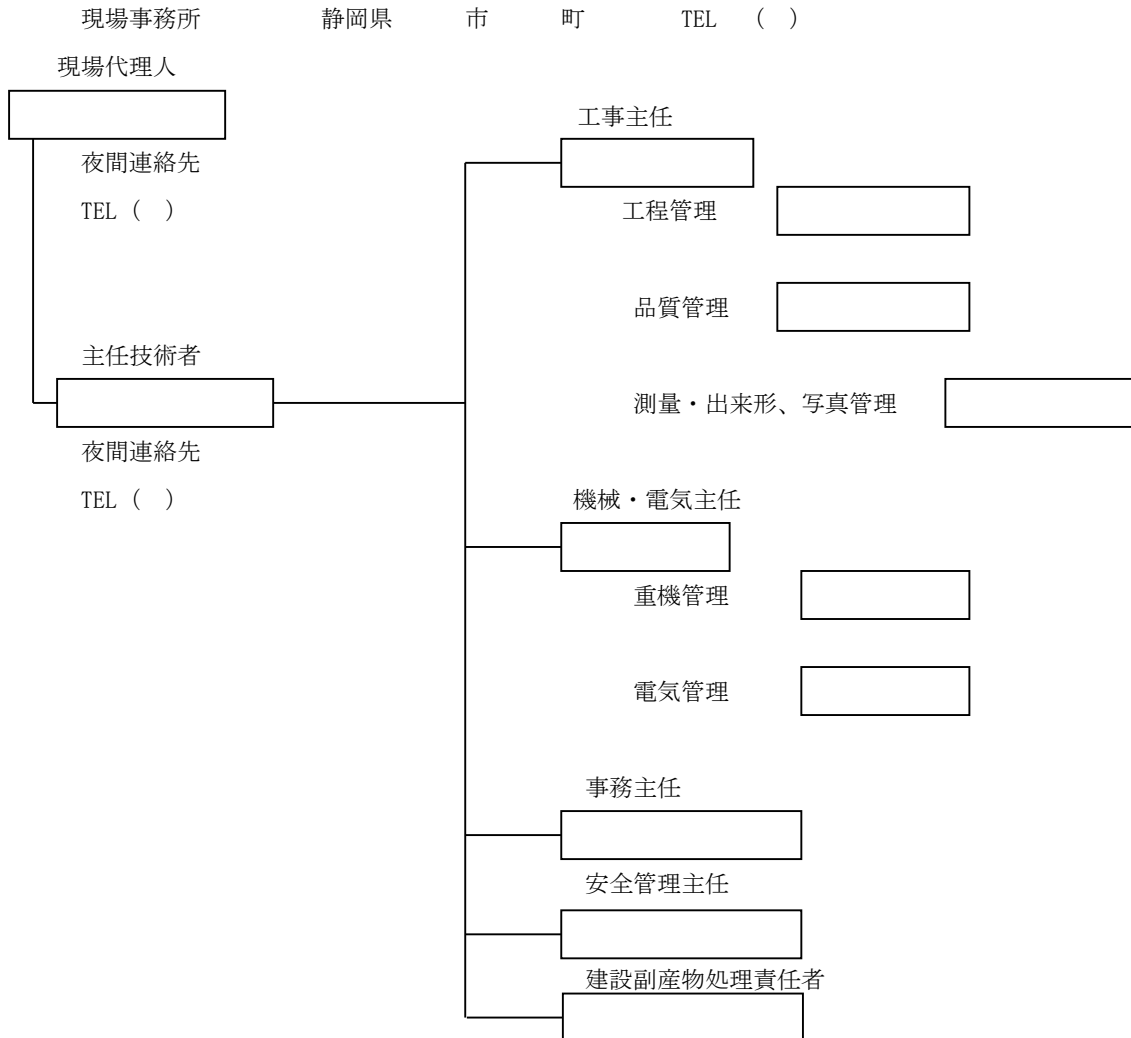 現場事務所 静岡県 市 町 TEL ( )
現場代理人
工事主任
夜間連絡先
TEL ( )
工程管理
品質管理
主任技術者
測量・出来形、写真管理
夜間連絡先
TEL ( )
機械・電気主任
重機管理
電気管理
事務主任
安全管理主任
建設副産物処理責任者